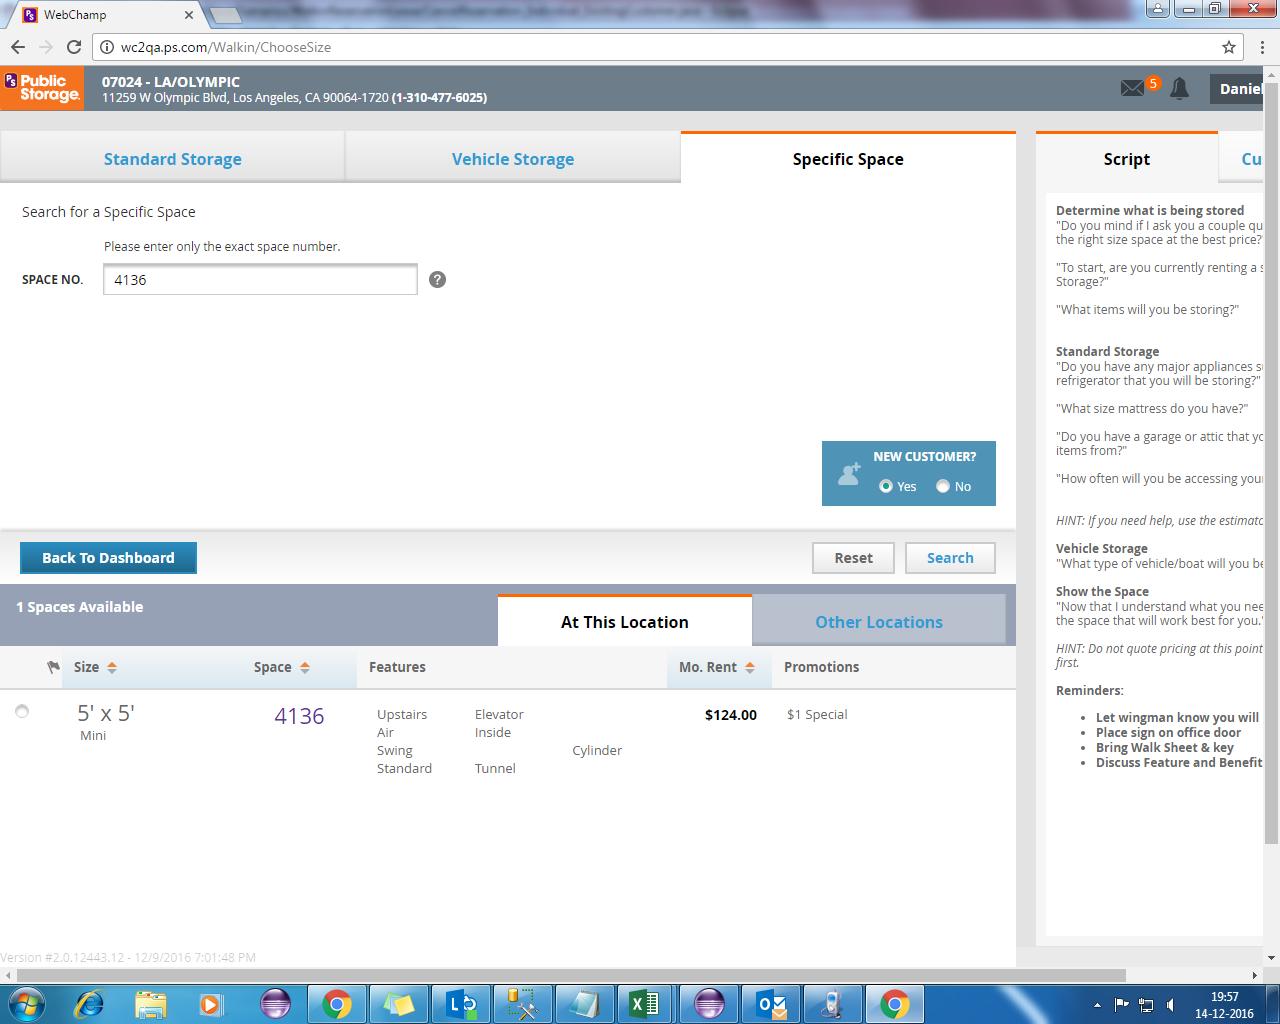 WebChamp
wc2qa.ps.com/Walkin/ChooseSize
PS Public Storage.
07024 - LA/OLYMPIC
11259 W Olympic Blvd, Los Angeles, CA 90064-1720 (1-310-477-6025)
5
Daniel
Standard Storage
Vehicle Storage
Specific Space
Search for a Specific Space
Please enter only the exact space number.
SPACE NO.
4136
?
NEW CUSTOMER?
Yes
No
Back To Dashboard
Reset
Search
1 Spaces Available
At This Location
Other Locations
Size
Space
Features
Mo. Rent
Promotions
5' x 5'
Mini
4136
Upstairs Elevator
Air Inside
Swing Cylinder
Standard Tunnel
$124.00
$1 Special
Version #2.0.12443.12 - 12/9/2016 7:01:48 PM
Script
Cu
Determine what is being stored
"Do you mind if I ask you a couple qu
the right size space at the best price?"
"To start, are you currently renting a s
Storage?"
"What items will you be storing?"
Standard Storage
"Do you have any major appliances su
refrigerator that you will be storing?"
"What size mattress do you have?"
"Do you have a garage or attic that yo
items from?"
"How often will you be accessing your
HINT: If you need help, use the estimato
Vehicle Storage
"What type of vehicle/boat will you be
Show the Space
"Now that I understand what you nee
the space that will work best for you."
HINT: Do not quote pricing at this point
first.
Reminders:
Let wingman know you will
Place sign on office door
Bring Walk Sheet & key
Discuss Feature and Benefit
19:57
14-12-2016